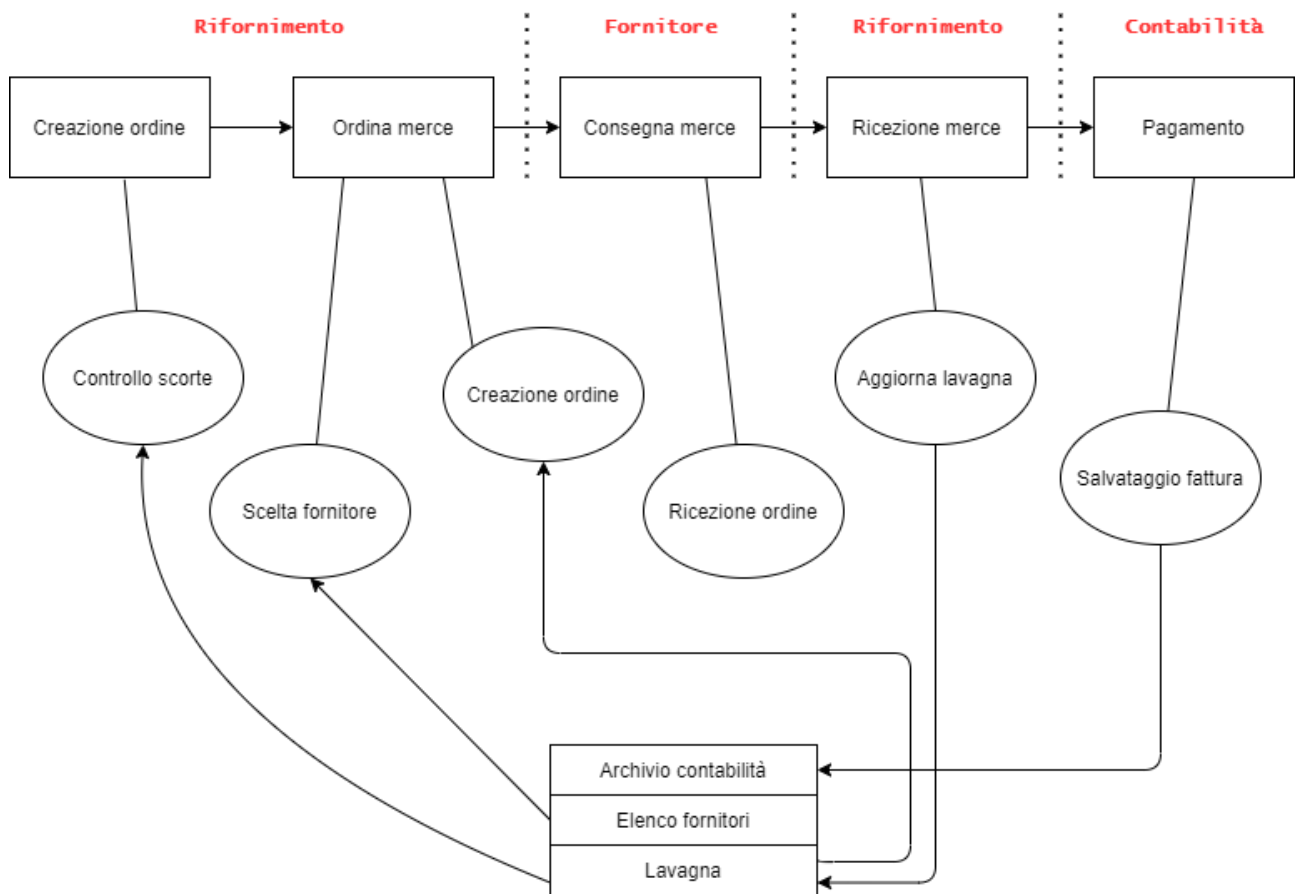 Rifornimento
Fornitore
Rifornimento
Contabilità
Creazione ordine
Ordina merce
Consegna merce
Ricezione merce
Pagamento
Controllo scorte
Creazione ordine
Aggiorna lavagna
Scelta fornitore
Ricezione ordine
Salvataggio fattura
Archivio contabilità
Elenco fornitori
Lavagna